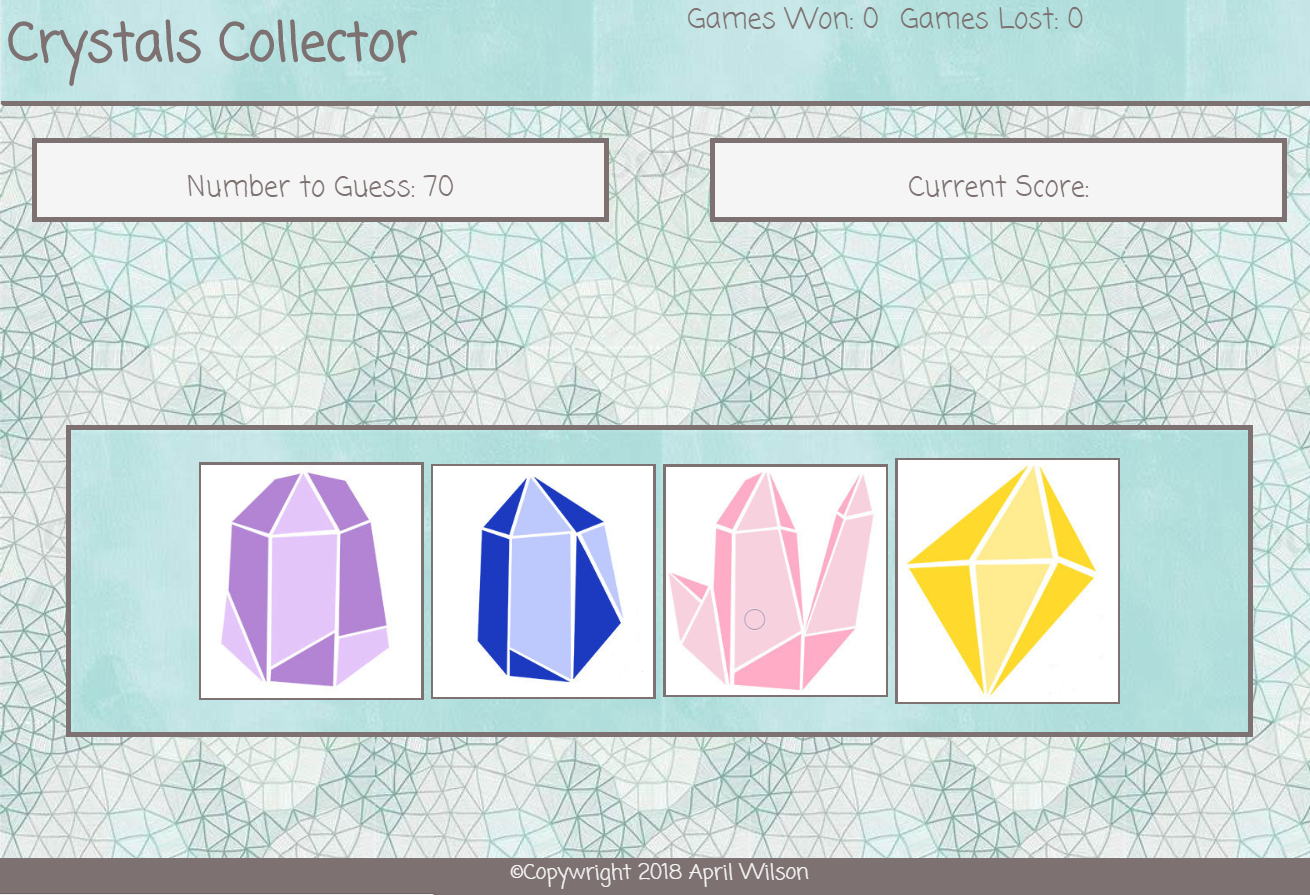 Crystals Collector
Games Won: 0 Games Lost: 0
Number to Guess: 70
Current Score:
©Copywright 2018 April Wilson